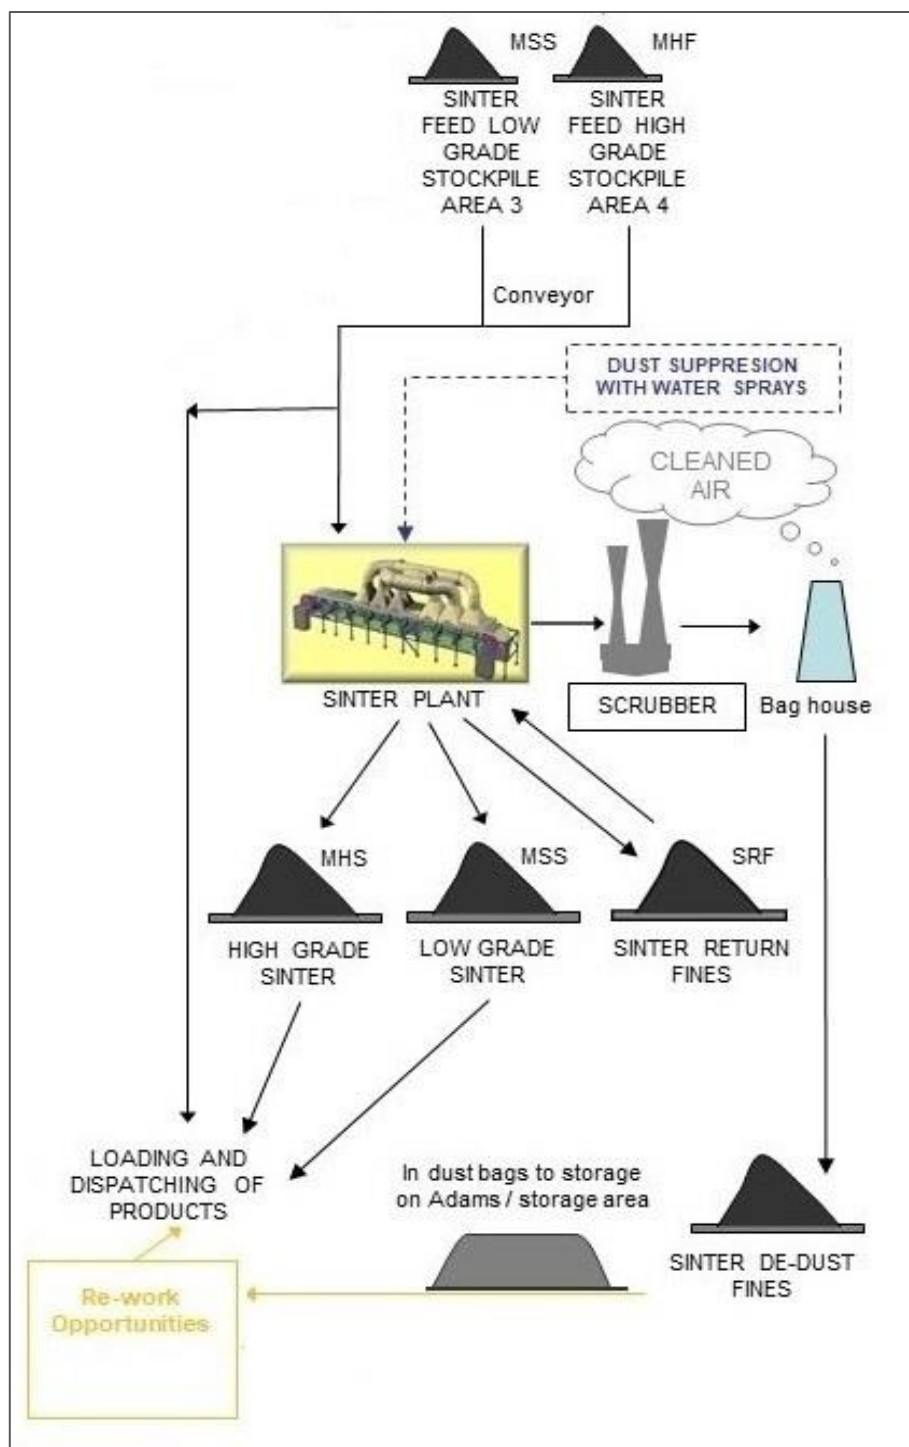 MSS
MHF
SINTER
FEED LOW
GRADE
STOCKPILE
AREA 3
SINTER
FEED HIGH
GRADE
STOCKPILE
AREA 4
Conveyor
DUST SUPPRESION
WITH WATER SPRAYS
CLEANED
AIR
SINTER PLANT
SCRUBBER
Bag house
MHS
MSS
SRF
HIGH GRADE
SINTER
LOW GRADE
SINTER
SINTER RETURN
FINES
LOADING AND
DISPATCHING OF
PRODUCTS
In dust bags to storage
on Adams / storage area
SINTER DE-DUST
FINES
Re-work
Opportunities